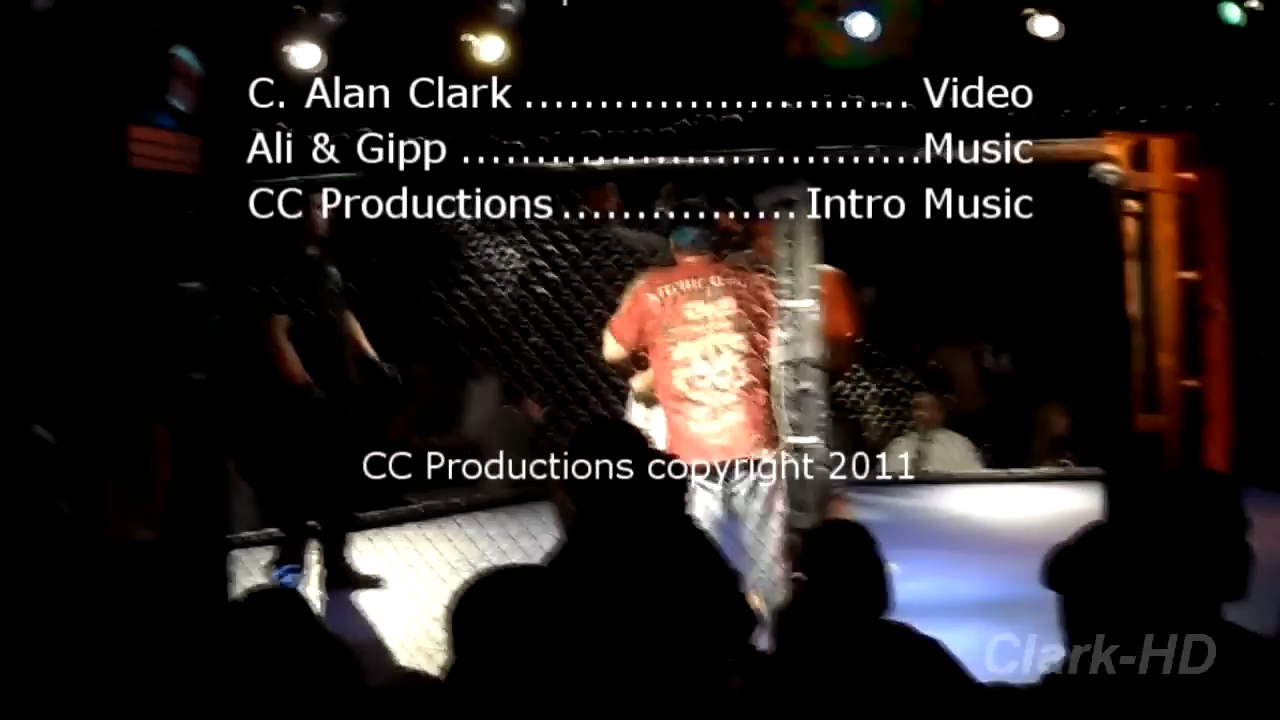 C. Alan Clark .......................... Video
Ali & Gipp ...............................Music
CC Productions ................ Intro Music
CC Productions copyright 2011
Clark-HD